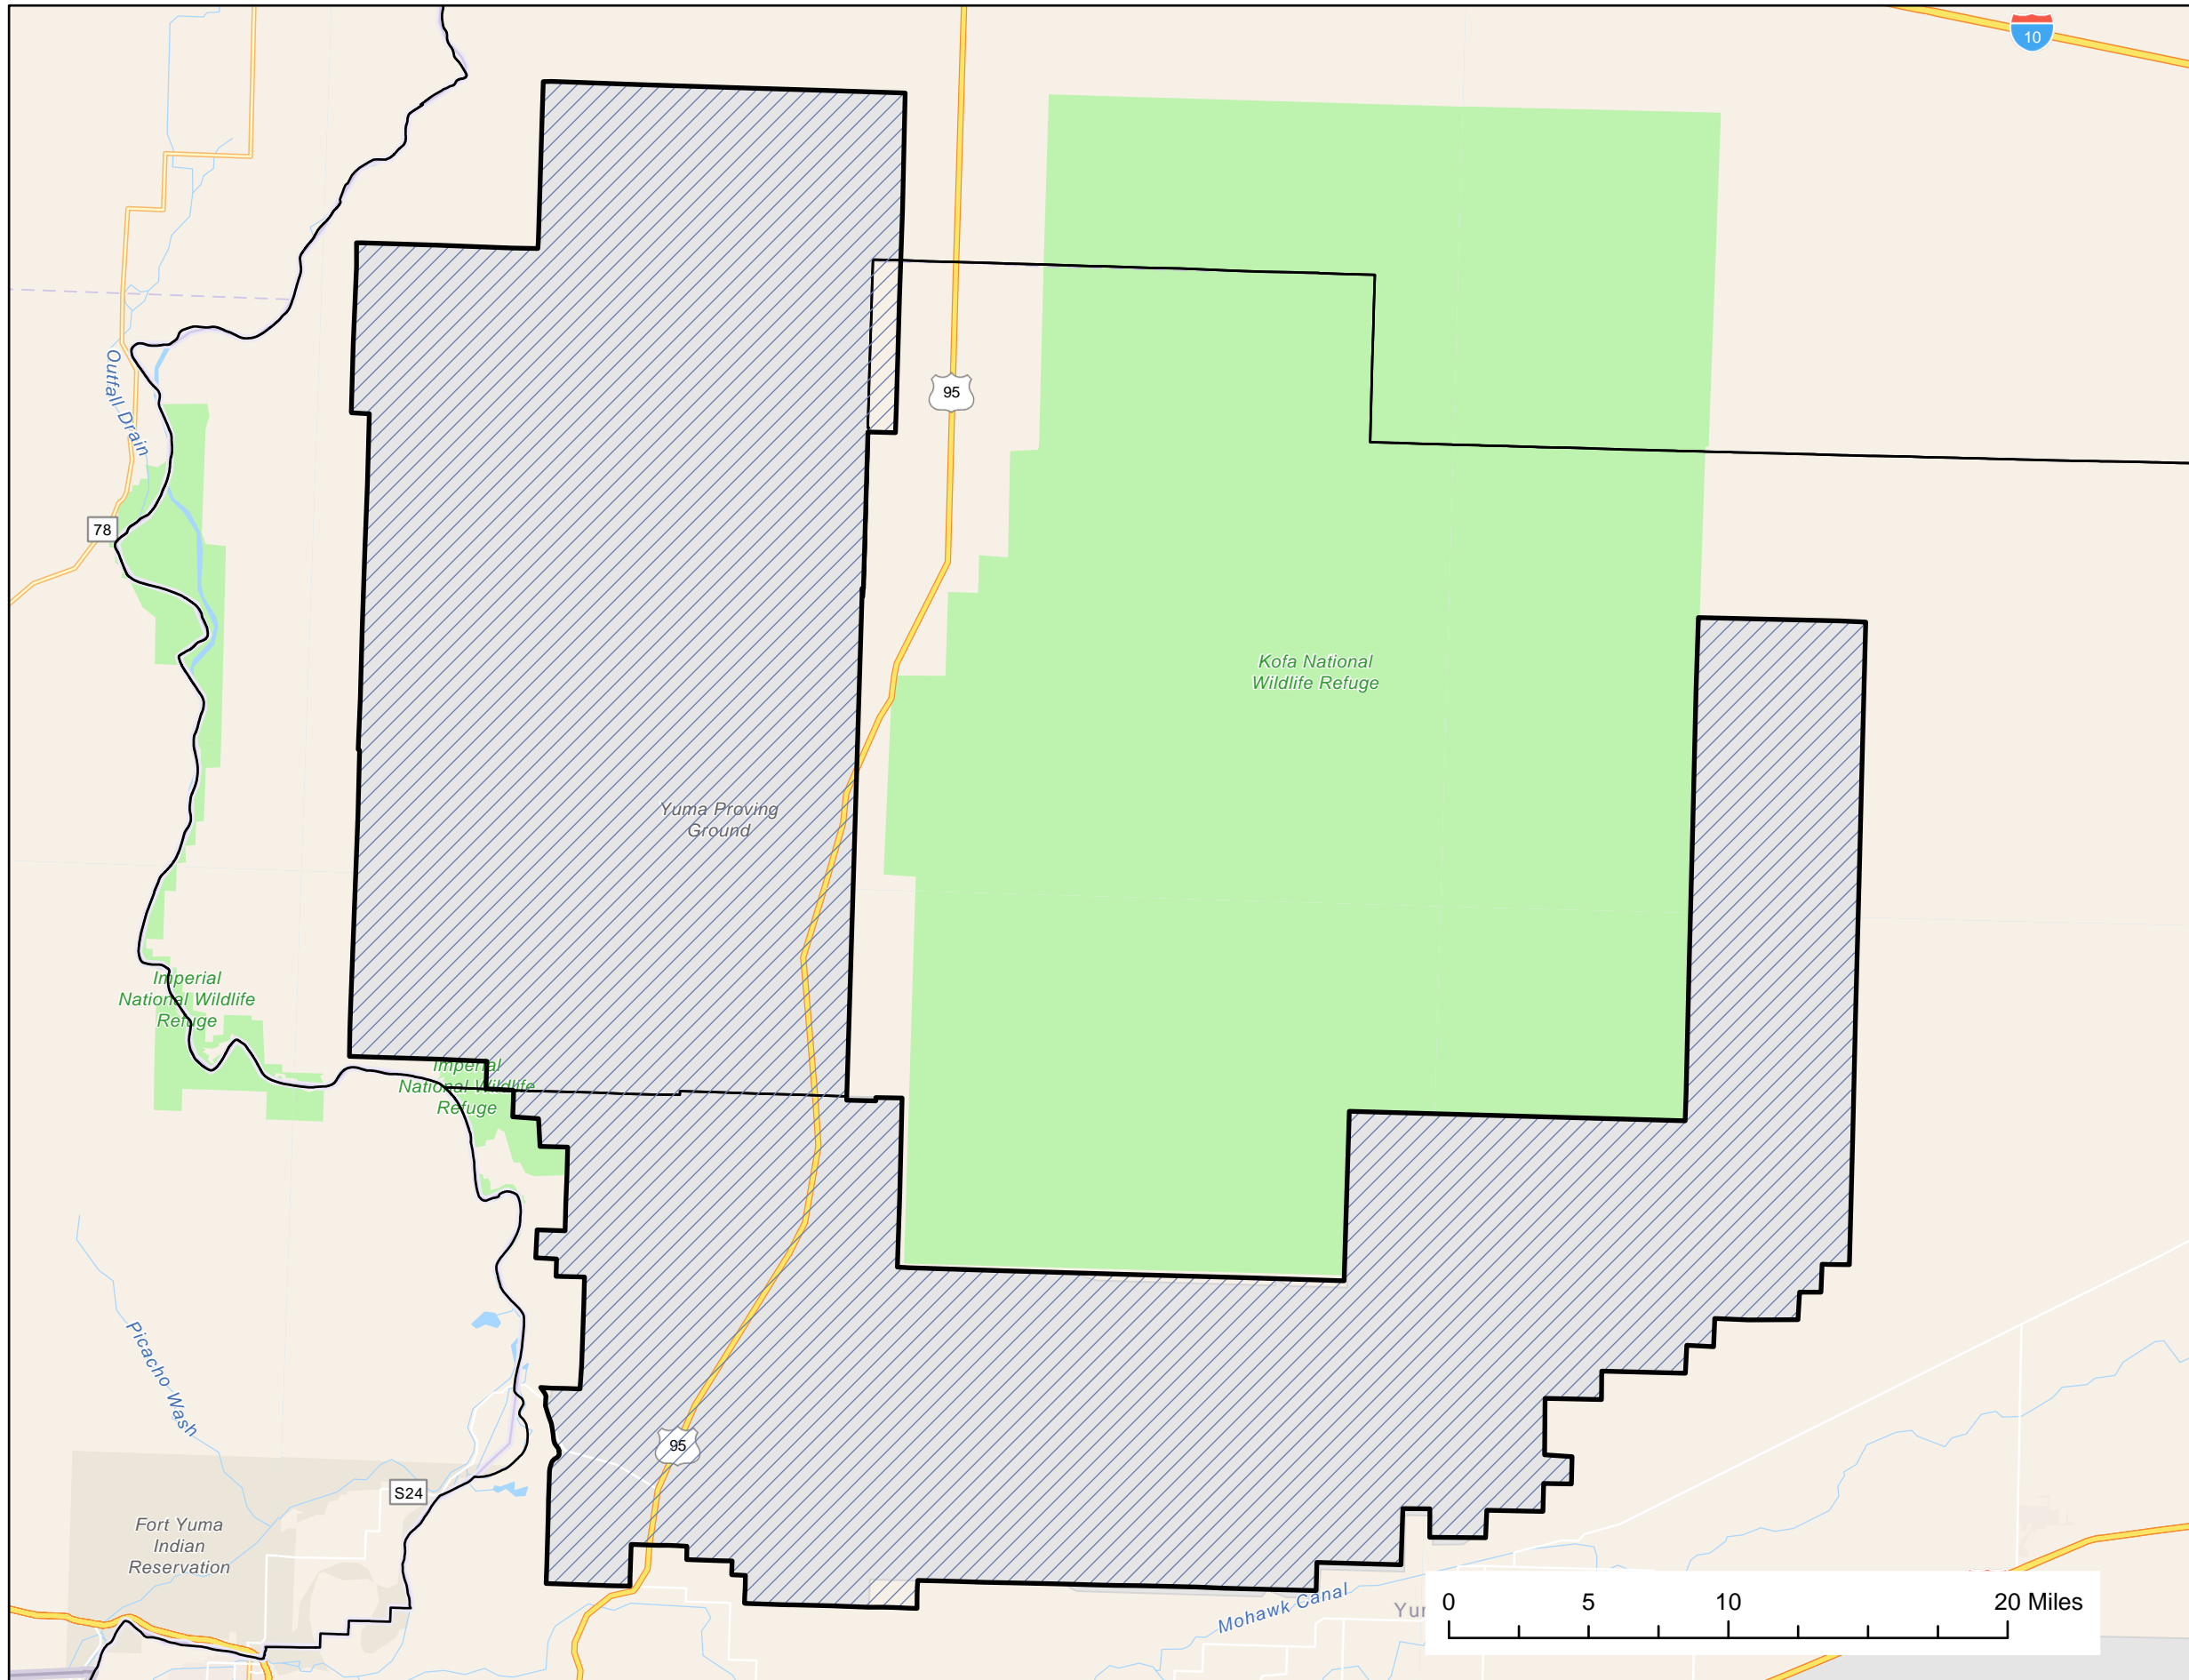 10
95
Outfall Drain
78
Kofa National
Wildlife Refuge
Yuma Proving
Ground
Imperial
National Wildlife
Refuge
Imperial
National Wildlife
Refuge
Picacho Wash
95
S24
Fort Yuma
Indian
Reservation
Mohawk Canal
0 5 10 20 Miles